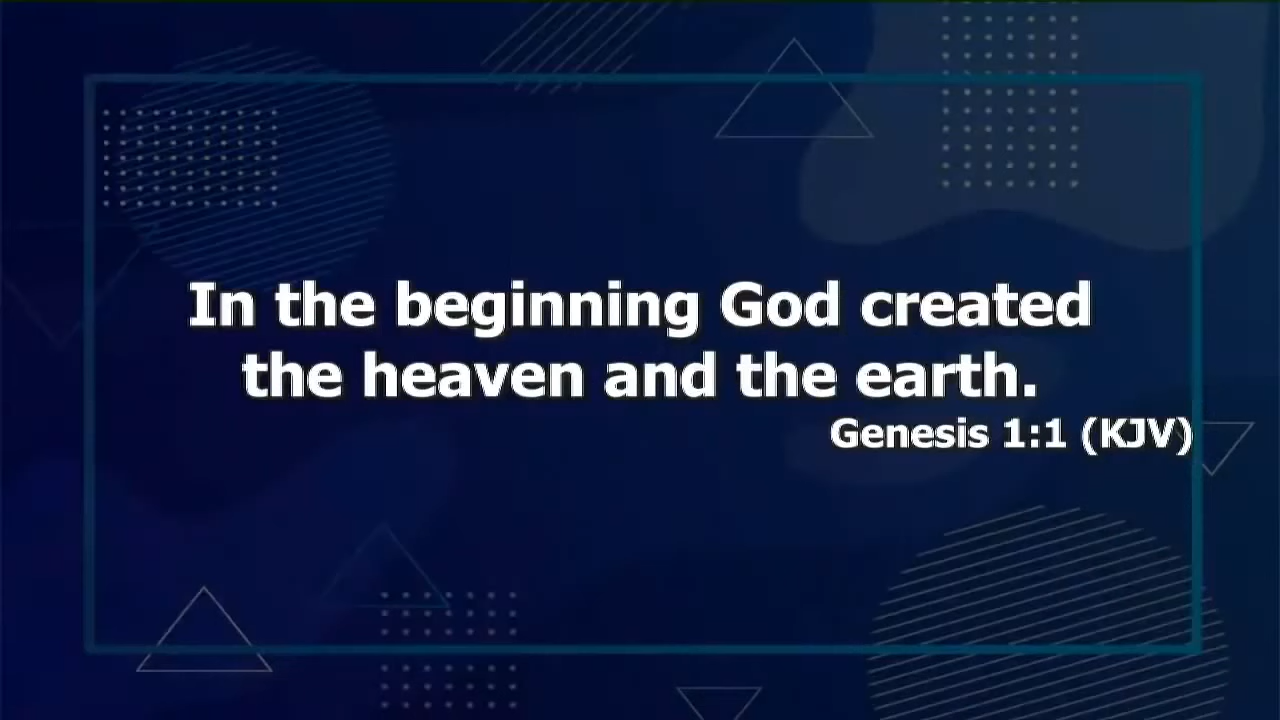 In the beginning God created
the heaven and the earth.
Genesis 1:1 (KJV)